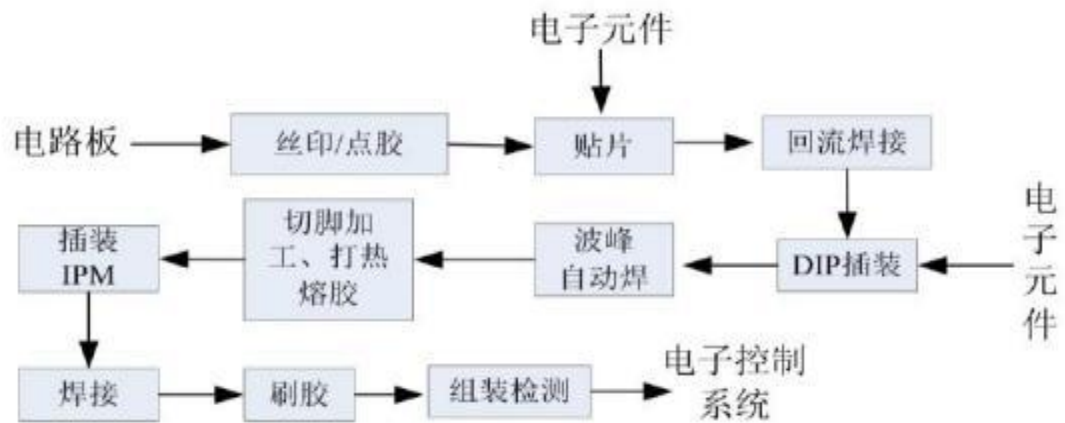 电子元件
电路板
丝印/点胶
贴片
回流焊接
电子元件
DIP插装
波峰
自动焊
切脚加
工、打热
熔胶
插装
IPM
焊接
刷胶
组装检测
电子控制
系统